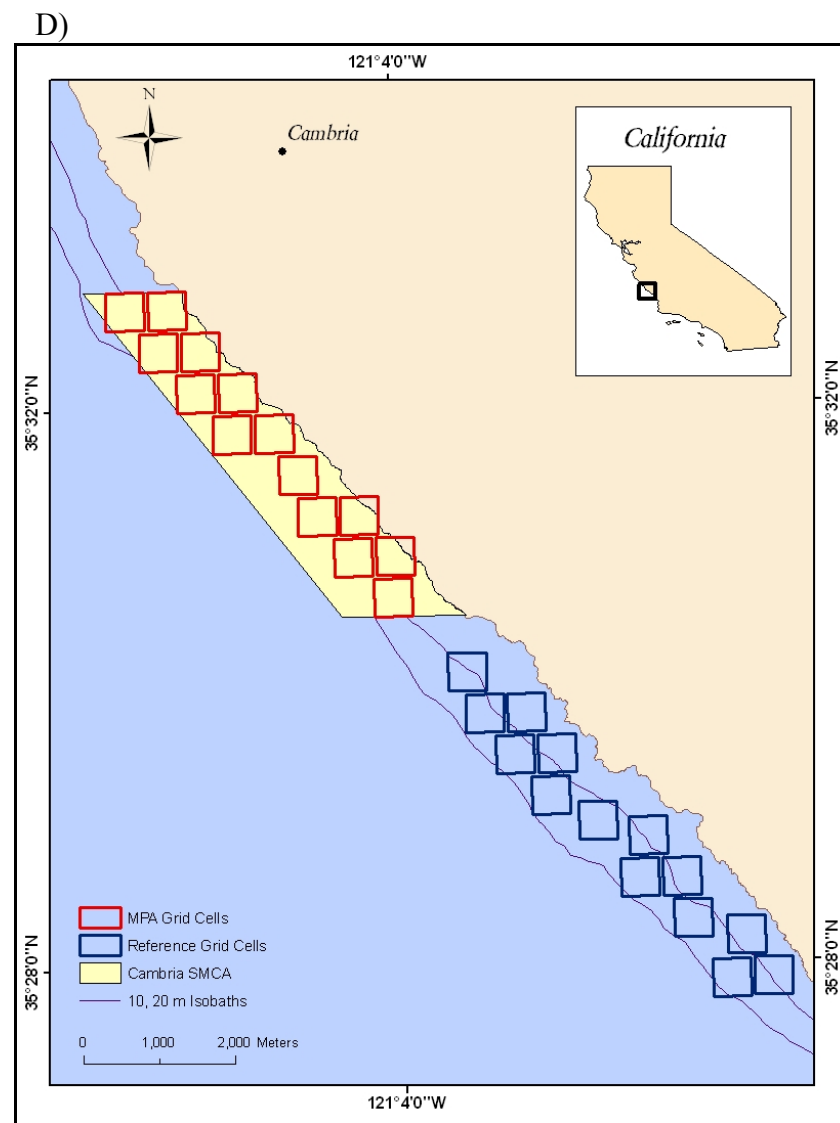 D)
121°4'0"W
N
Cambria
California
35°32'0"N
35°32'0"N
MPA Grid Cells
Reference Grid Cells
Cambria SMCA
10, 20 m Isobaths
35°28'0"N
35°28'0"N
0 1,000 2,000 Meters
121°4'0"W